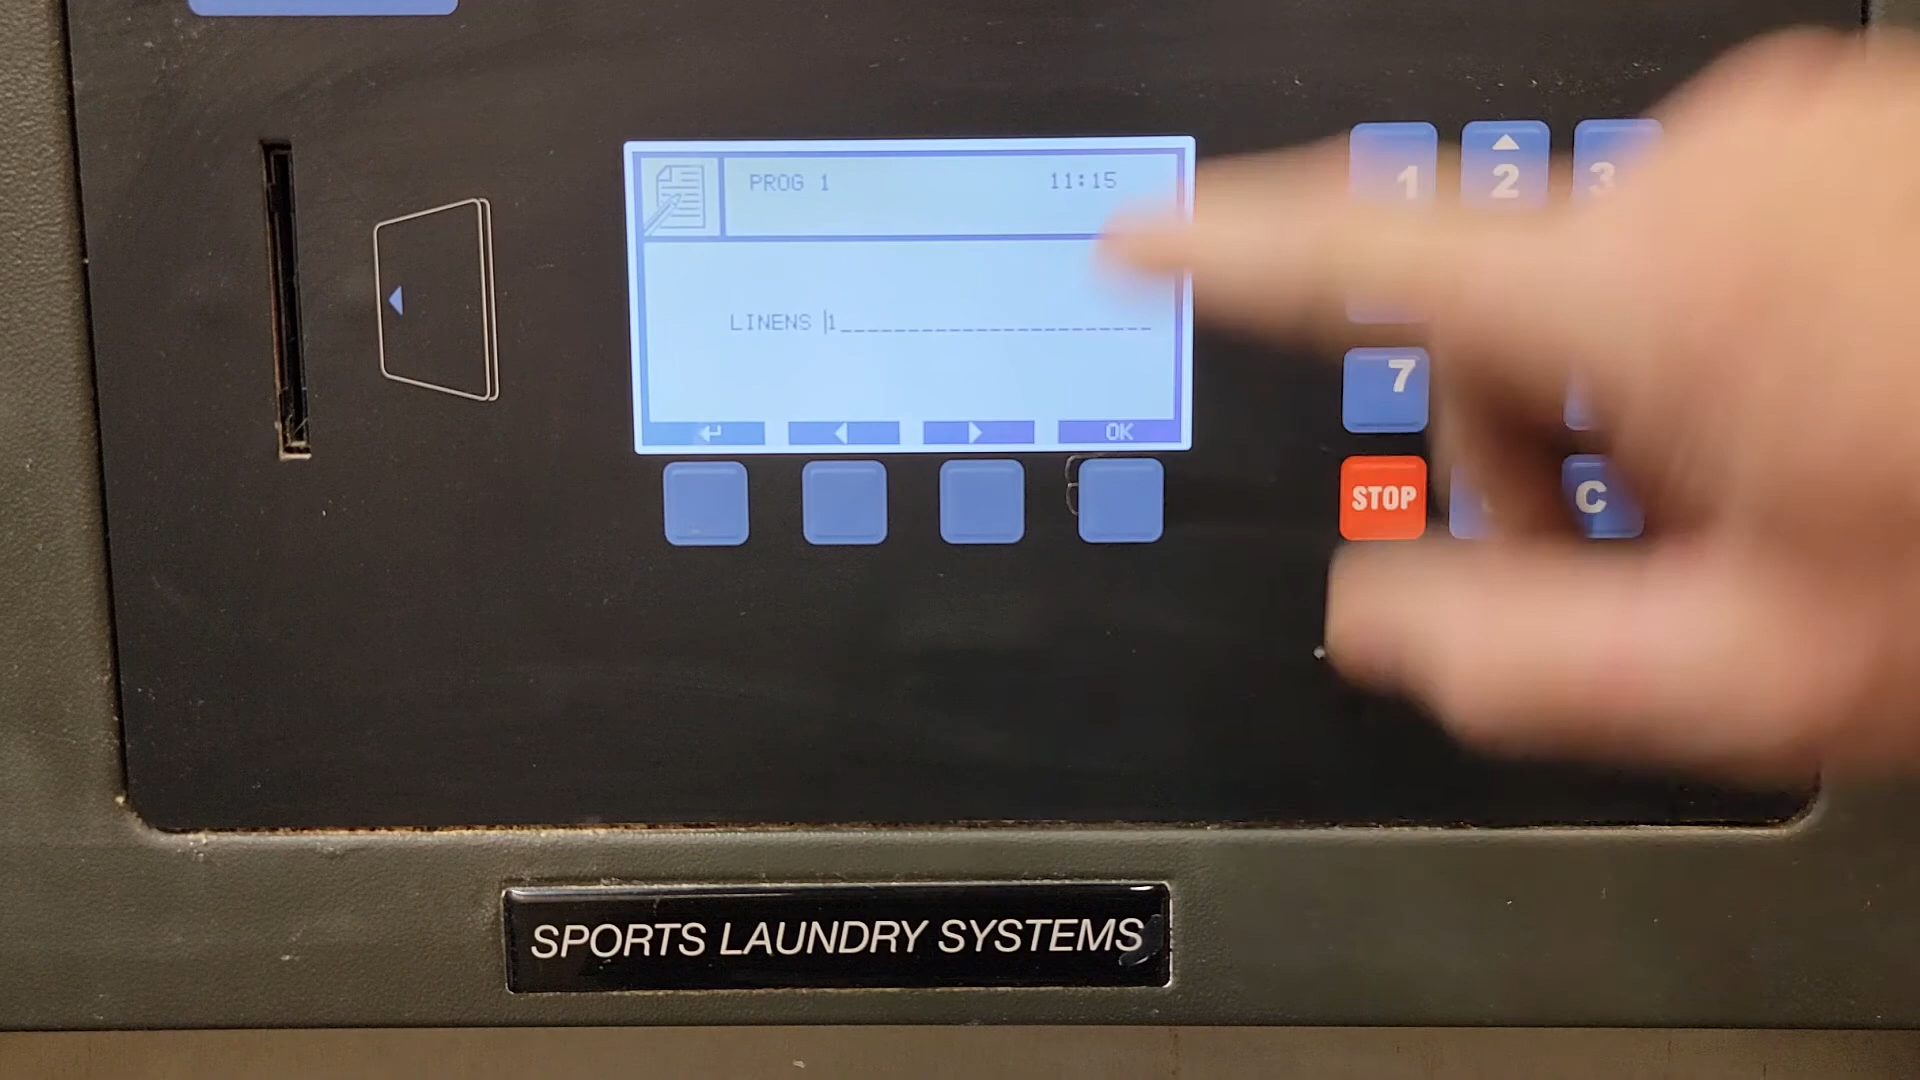 PROG 1 11:15
LINENS 1
OK
1 2 3
7
STOP C
SPORTS LAUNDRY SYSTEMS